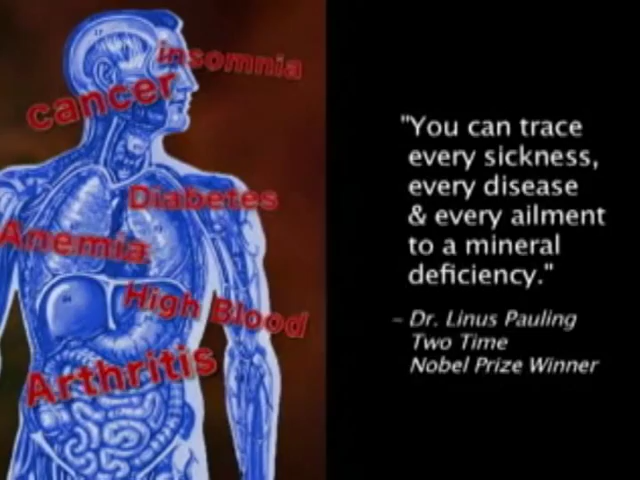 insomnia
cancer
Diabetes
Anemia
High Blood
Arthritis
"You can trace
every sickness,
every disease
& every ailment
to a mineral
deficiency."
– Dr. Linus Pauling
Two Time
Nobel Prize Winner